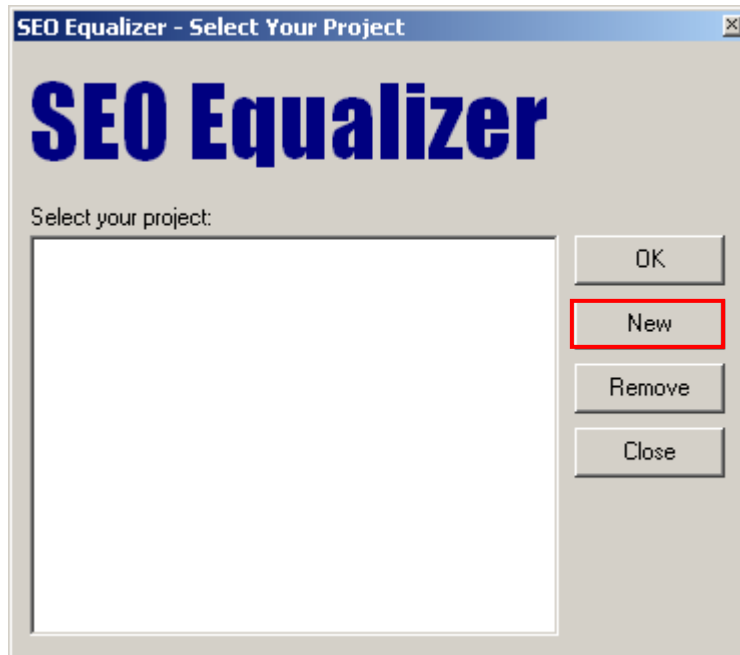 SEO Equalizer - Select Your Project
SEO Equalizer
Select your project:
OK
New
Remove
Close